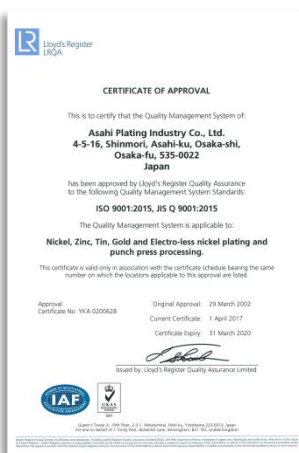 LR
Lloyd's Register
LRQA
CERTIFICATE OF APPROVAL
This is to certify that the Quality Management System of:
Asahi Plating Industry Co., Ltd.
4-5-16, Shinmori, Asahi-ku, Osaka-shi,
Osaka-fu, 535-0022
Japan
has been approved by Lloyd's Register Quality Assurance
to the following Quality Management System Standards:
ISO 9001:2015, JIS Q 9001:2015
The Quality Management System is applicable to:
Nickel, Zinc, Tin, Gold and Electro-less nickel plating and
punch press processing.
This certificate is valid only in association with the certificate schedule bearing the same
number on which the locations applicable to this approval are listed.
Approval
Certificate No: YKA 0200628
Original Approval: 29 March 2002
Current Certificate: 1 April 2017
Certificate Expiry: 31 March 2020
Issued by: Lloyd's Register Quality Assurance Limited
IAF
UKAS